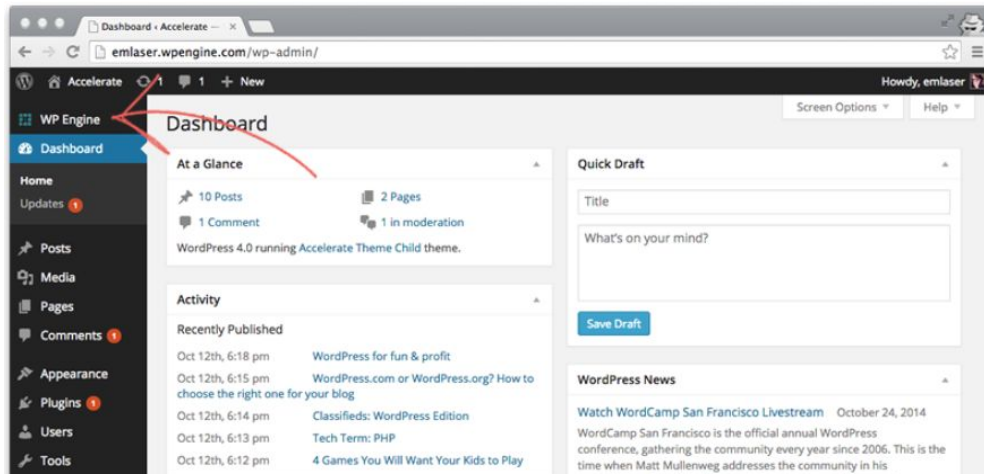 Dashboard ‹ Accelerate —
emlaser.wpengine.com/wp-admin/
Accelerate 1 1 + New Howdy, emlaser
Screen Options Help
WP Engine
Dashboard
Home
Updates 1
Posts
Media
Pages
Comments 1
Appearance
Plugins 1
Users
Tools
Dashboard
At a Glance
10 Posts 2 Pages
1 Comment 1 in moderation
WordPress 4.0 running Accelerate Theme Child theme.
Activity
Recently Published
Oct 12th, 6:18 pm WordPress for fun & profit
Oct 12th, 6:15 pm WordPress.com or WordPress.org? How to
choose the right one for your blog
Oct 12th, 6:14 pm Classifieds: WordPress Edition
Oct 12th, 6:13 pm Tech Term: PHP
Oct 12th, 6:12 pm 4 Games You Will Want Your Kids to Play
Quick Draft
Title
What's on your mind?
Save Draft
WordPress News
Watch WordCamp San Francisco Livestream October 24, 2014
WordCamp San Francisco is the official annual WordPress
conference, gathering the community every year since 2006. This is the
time when Matt Mullenweg addresses the community in his